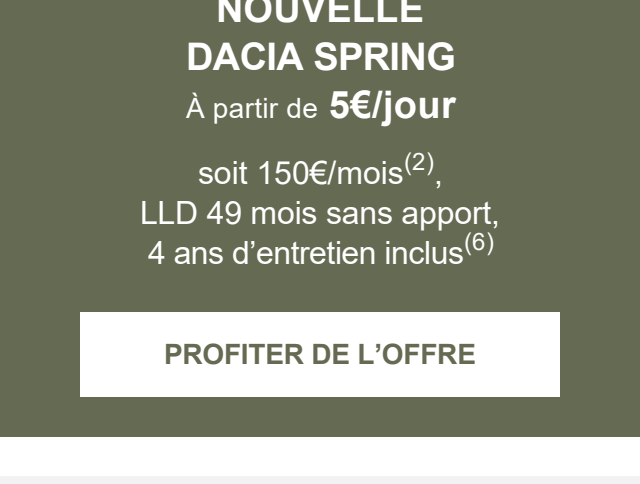 NOUVELLE
DACIA SPRING
À partir de 5€/jour
soit 150€/mois(2),
LLD 49 mois sans apport,
4 ans d’entretien inclus(6)
PROFITER DE L’OFFRE